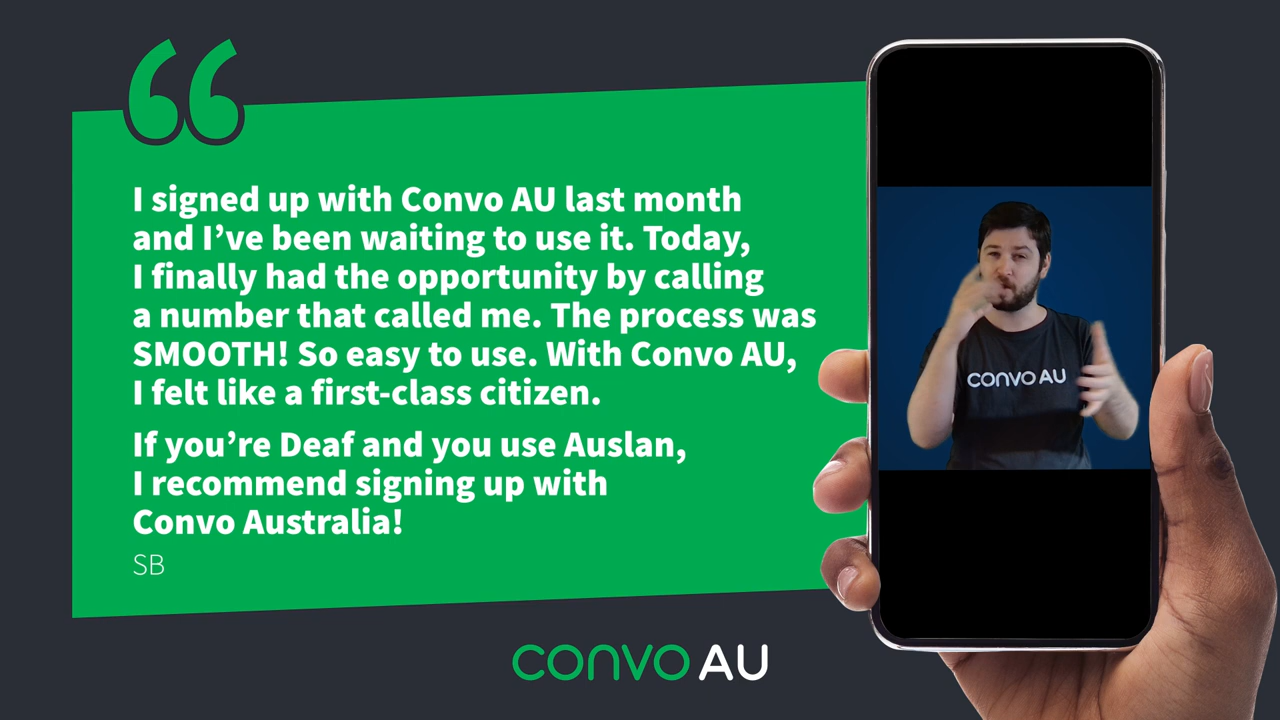 “
I signed up with Convo AU last month
and I’ve been waiting to use it. Today,
I finally had the opportunity by calling
a number that called me. The process was
SMOOTH! So easy to use. With Convo AU,
I felt like a first-class citizen.
If you’re Deaf and you use Auslan,
I recommend signing up with
Convo Australia!
SB
CONVO AU
CONVO AU